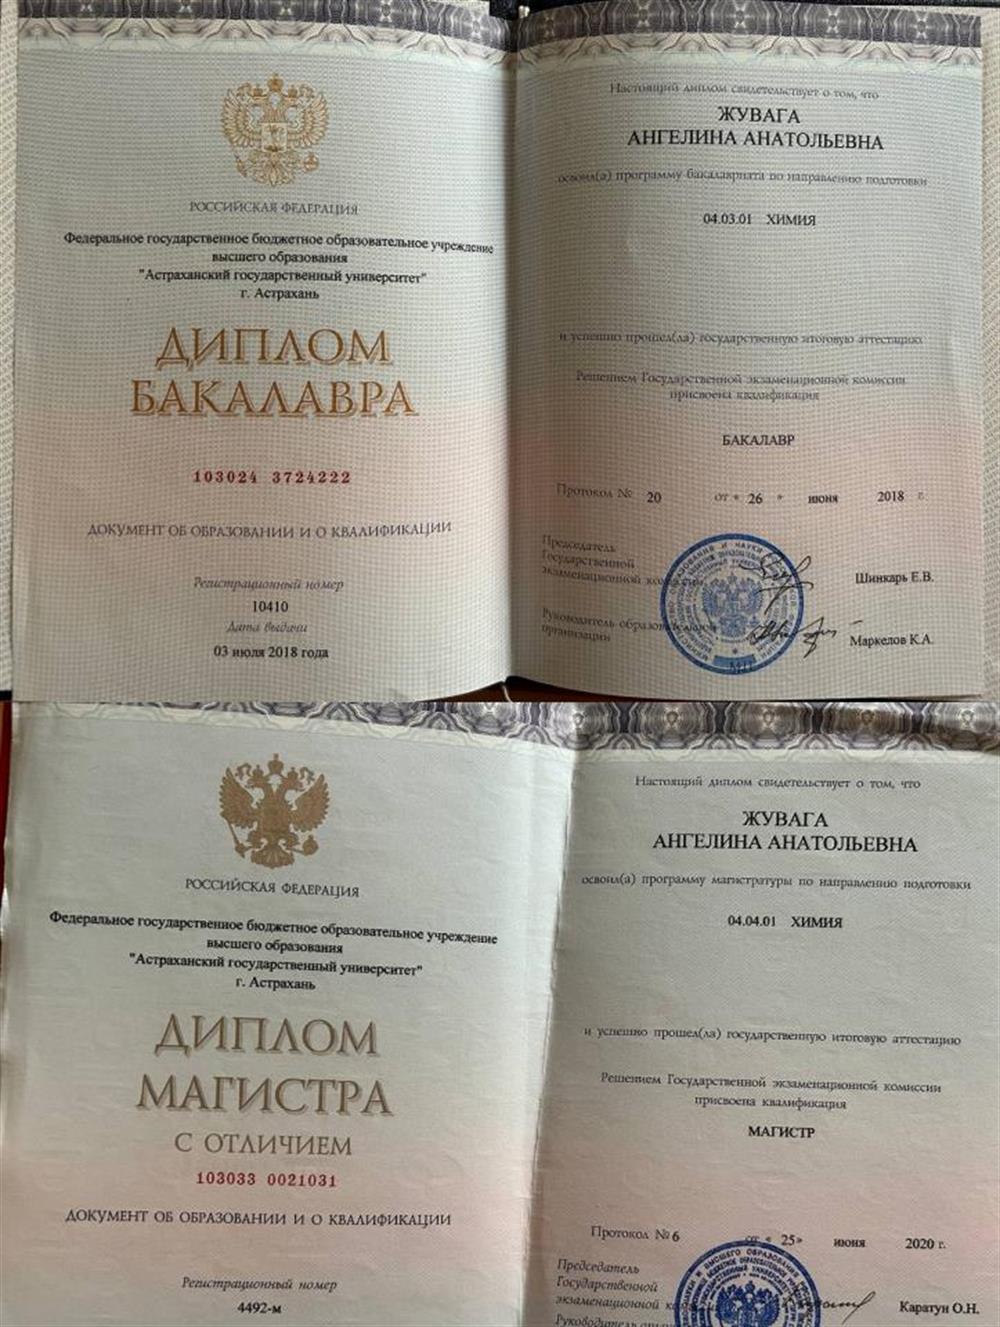 РОССИЙСКАЯ ФЕДЕРАЦИЯ
Федеральное государственное бюджетное образовательное учреждение
высшего образования
"Астраханский государственный университет"
г. Астрахань
ДИПЛОМ
БАКАЛАВРА
103024 3724222
ДОКУМЕНТ ОБ ОБРАЗОВАНИИ И О КВАЛИФИКАЦИИ
Регистрационный номер
10410
Дата выдачи
03 июля 2018 года
Настоящий диплом свидетельствует о том, что
ЖУВАГА
АНГЕЛИНА АНАТОЛЬЕВНА
освоил(а) программу бакалавриата по направлению подготовки
04.03.01 ХИМИЯ
и успешно прошел(ла) государственную итоговую аттестацию
Решением Государственной экзаменационной комиссии
присвоена квалификация
БАКАЛАВР
Протокол № 20 от « 26 » июня 2018 г.
Председатель
Государственной
экзаменационной комиссии
Шинкарь Е.В.
Руководитель образовательной
организации
Маркелов К.А.
РОССИЙСКАЯ ФЕДЕРАЦИЯ
Федеральное государственное бюджетное образовательное учреждение
высшего образования
"Астраханский государственный университет"
г. Астрахань
ДИПЛОМ
МАГИСТРА
С ОТЛИЧИЕМ
103033 0021031
ДОКУМЕНТ ОБ ОБРАЗОВАНИИ И О КВАЛИФИКАЦИИ
Регистрационный номер
4492-м
Настоящий диплом свидетельствует о том, что
ЖУВАГА
АНГЕЛИНА АНАТОЛЬЕВНА
освоил(а) программу магистратуры по направлению подготовки
04.04.01 ХИМИЯ
и успешно прошел(ла) государственную итоговую аттестацию
Решением Государственной экзаменационной комиссии
присвоена квалификация
МАГИСТР
Протокол № 6 от « 25» июня 2020 г.
Председатель
Государственной
экзаменационной
Каратун О.Н.
Руководитель